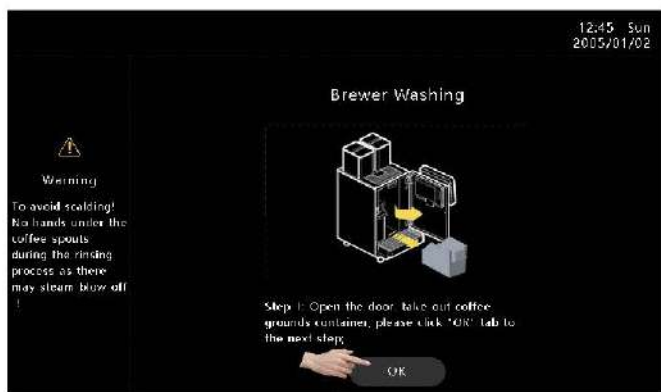 12:45 Sun
2005/01/02
Brewer Washing
Warning
To avoid scalding!
No hands under the
coffee spouts
during the rinsing
process as there
may steam blow off
!
Step 1: Open the door, take out coffee
grounds container, please click "OK" tab to
the next step;
OK